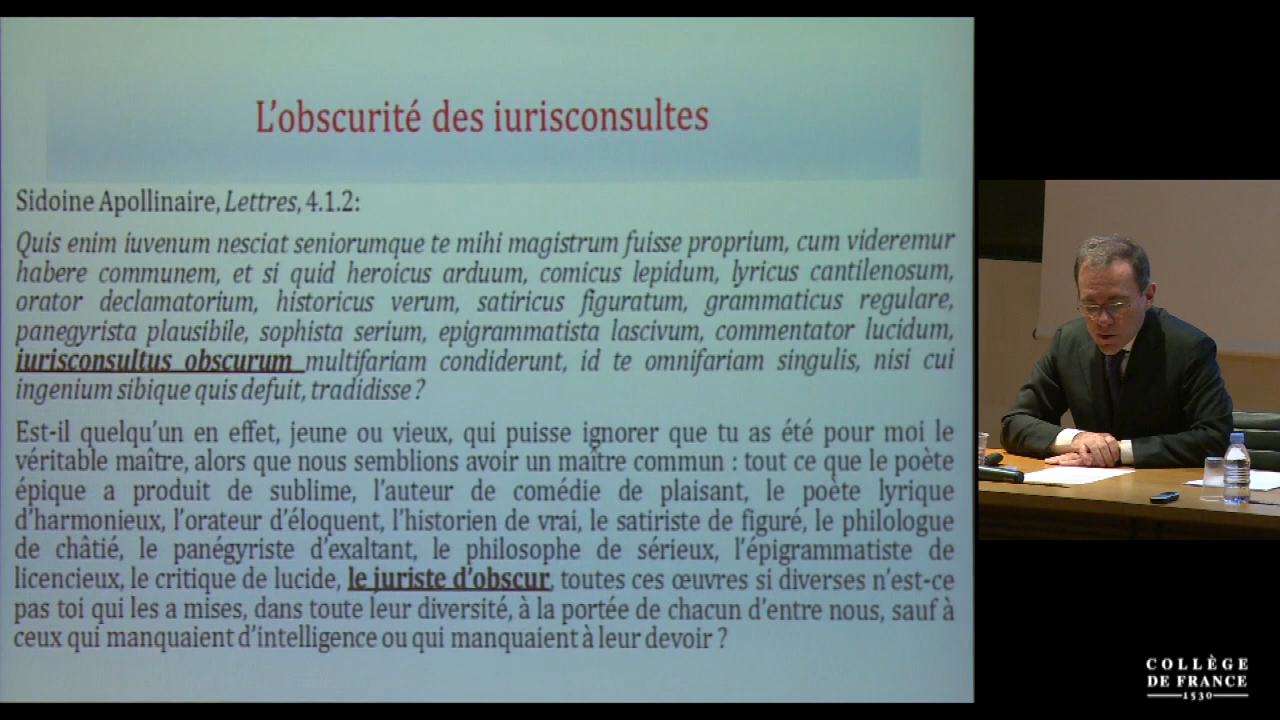 L'obscurité des iurisconsultes
Sidoine Apollinaire, Lettres, 4.1.2:
Quis enim iuvenum nesciat seniorumque te mihi magistrum fuisse proprium, cum videremur
habere communem, et si quid heroicus arduum, comicus lepidum, lyricus cantilenosum,
orator declamatorium, historicus verum, satiricus figuratum, grammaticus regulare,
panegyrista plausibile, sophista serium, epigrammatista lascivum, commentator lucidum,
iurisconsultus obscurum multifariam condiderunt, id te omnifariam singulis, nisi cui
ingenium sibique quis defuit, tradidisse ?
Est-il quelqu'un en effet, jeune ou vieux, qui puisse ignorer que tu as été pour moi le
véritable maître, alors que nous semblions avoir un maître commun : tout ce que le poète
épique a produit de sublime, l'auteur de comédie de plaisant, le poète lyrique
d'harmonieux, l'orateur d'éloquent, l'historien de vrai, le satiriste de figuré, le philologue
de châtié, le panégyriste d'exaltant, le philosophe de sérieux, l'épigrammatiste de
licencieux, le critique de lucide, le juriste d'obscur, toutes ces œuvres si diverses n'est-ce
pas toi qui les a mises, dans toute leur diversité, à la portée de chacun d'entre nous, sauf à
ceux qui manquaient d'intelligence ou qui manquaient à leur devoir ?
COLLÈGE
DE FRANCE
1530